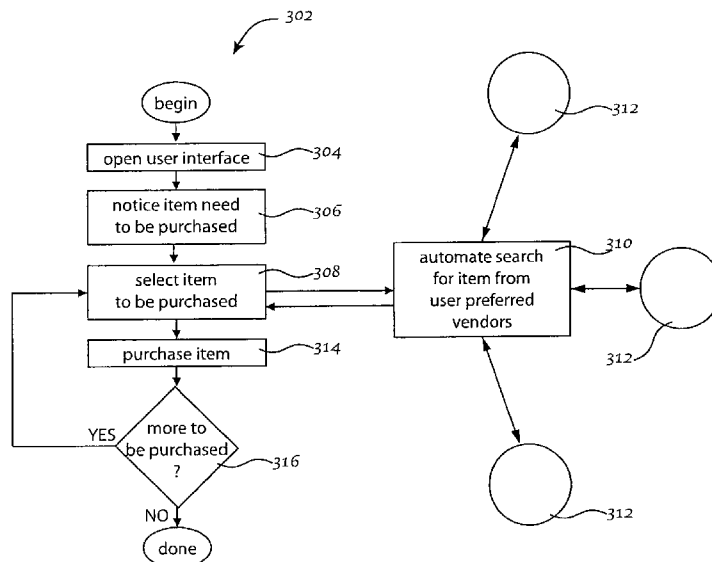 302
begin
312
open user interface
304
notice item need
to be purchased
306
select item
to be purchased
308
automate search
for item from
user preferred
vendors
310
312
purchase item
314
YES
more to
be purchased
?
316
NO
done
312